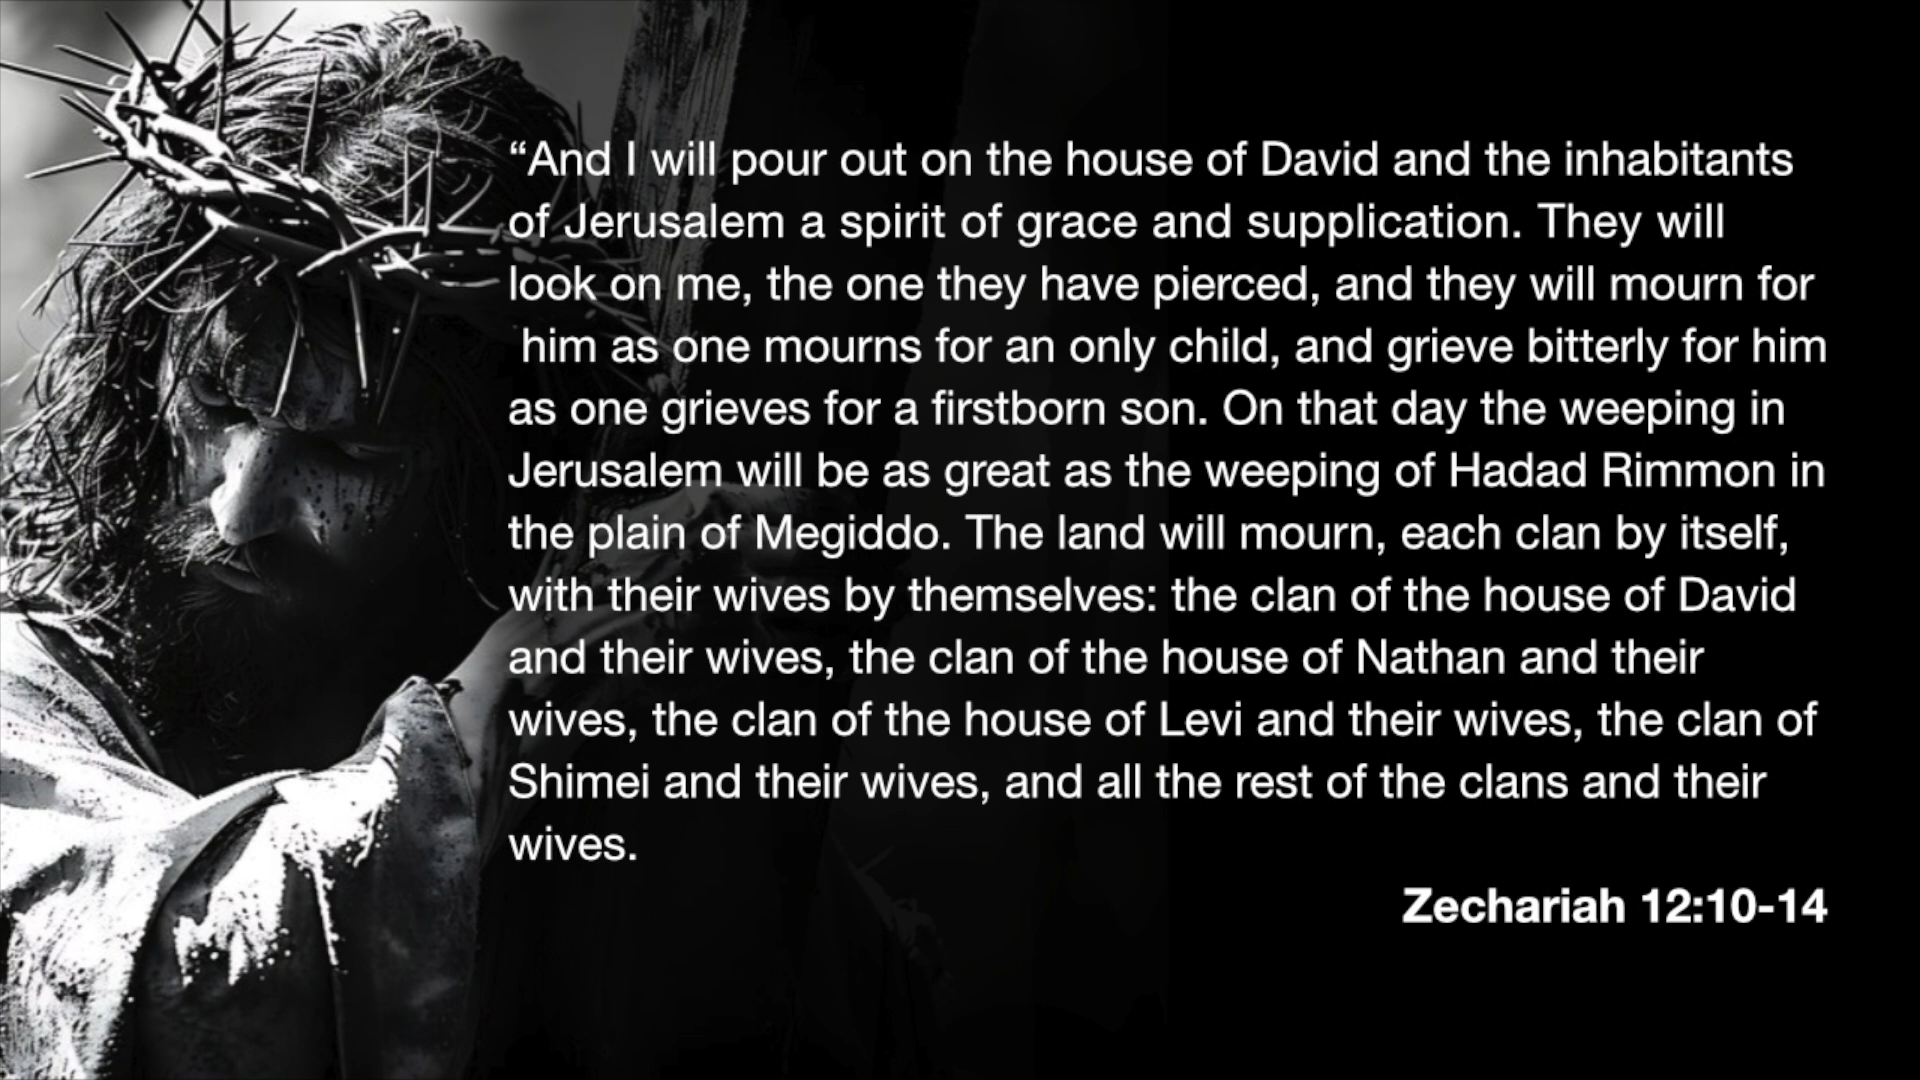 “And I will pour out on the house of David and the inhabitants
of Jerusalem a spirit of grace and supplication. They will
look on me, the one they have pierced, and they will mourn for
him as one mourns for an only child, and grieve bitterly for him
as one grieves for a firstborn son. On that day the weeping in
Jerusalem will be as great as the weeping of Hadad Rimmon in
the plain of Megiddo. The land will mourn, each clan by itself,
with their wives by themselves: the clan of the house of David
and their wives, the clan of the house of Nathan and their
wives, the clan of the house of Levi and their wives, the clan of
Shimei and their wives, and all the rest of the clans and their
wives.
Zechariah 12:10-14